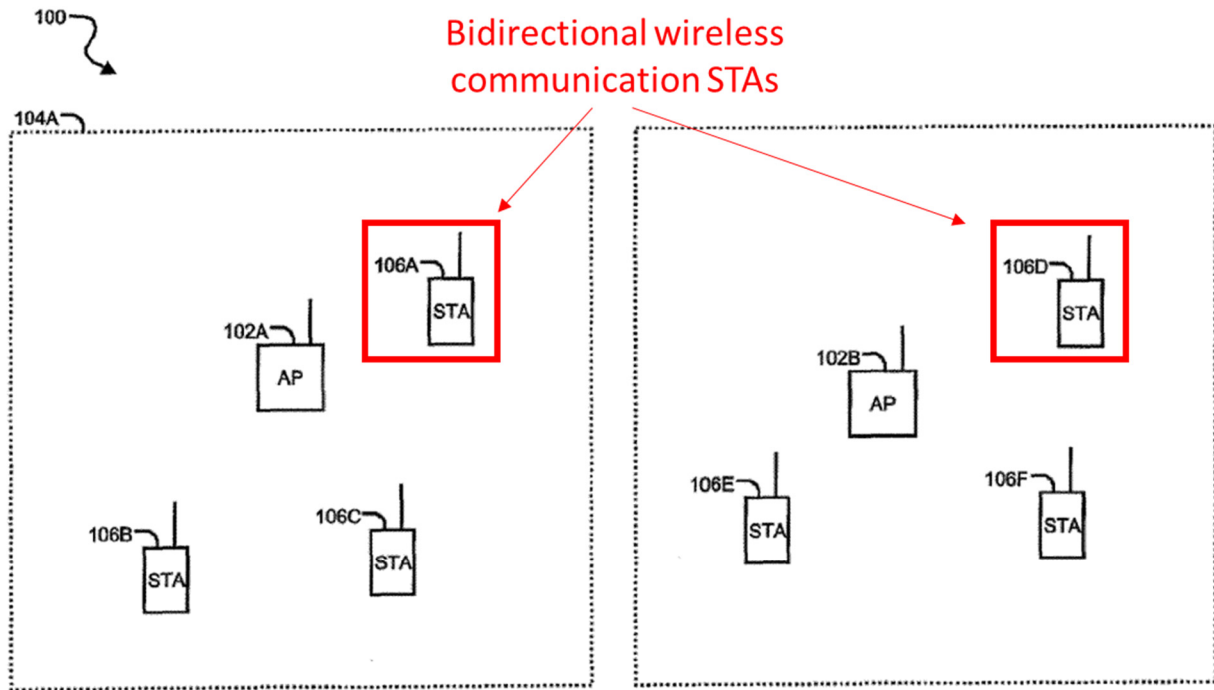 100
Bidirectional wireless
communication STAs
104A
106A
STA
106D
STA
102A
AP
102B
AP
106B
STA
106C
STA
106E
STA
106F
STA